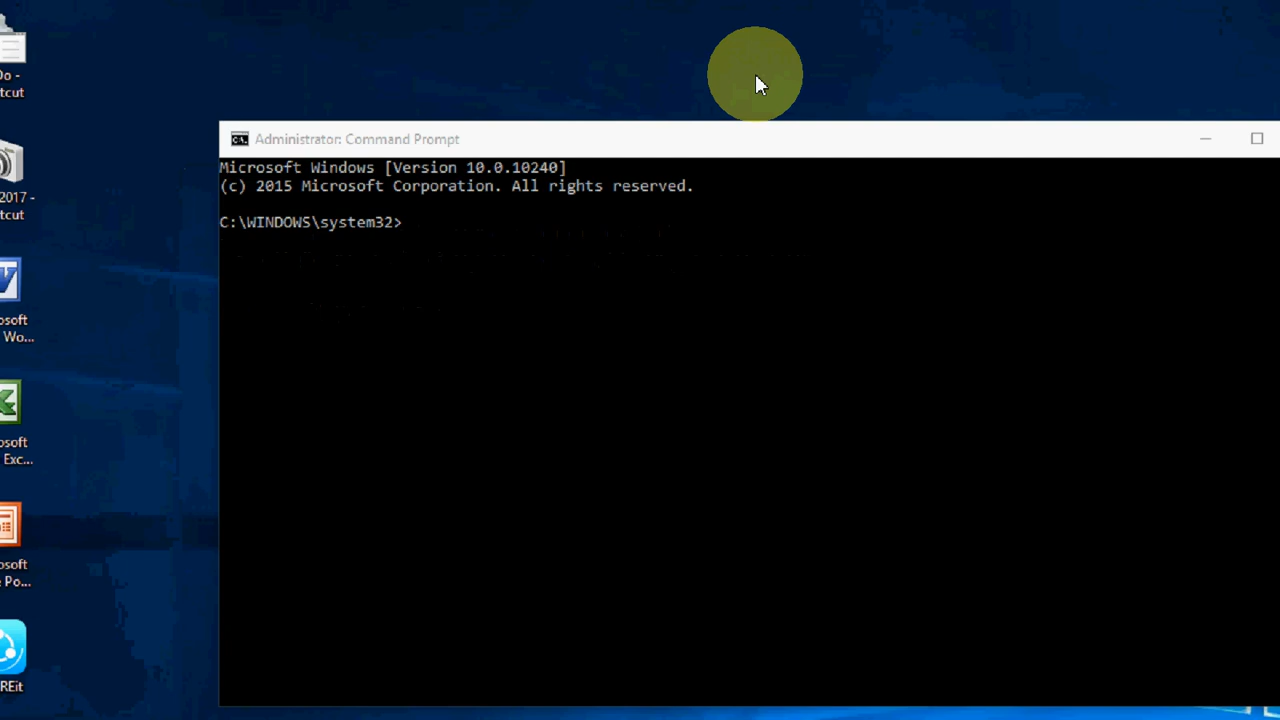 Do -
tcut
2017 -
tcut
osoft
Wo...
osoft
Exc...
osoft
Po...
REit
Administrator: Command Prompt
Microsoft Windows [Version 10.0.10240]
(c) 2015 Microsoft Corporation. All rights reserved.
C:\WINDOWS\system32>